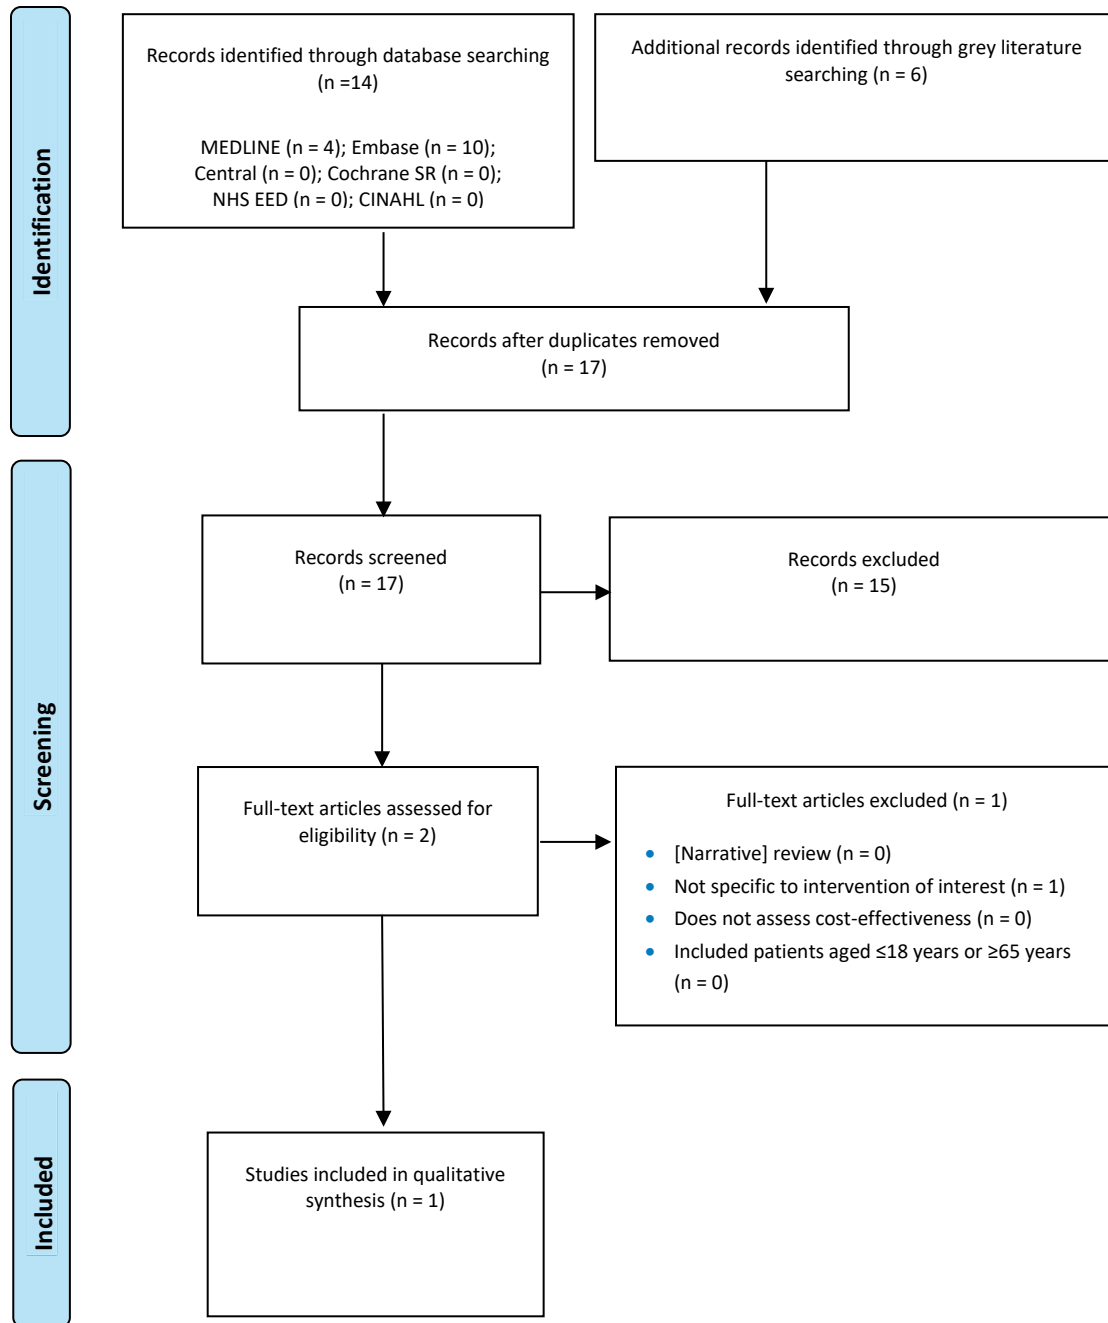 Identification
Records identified through database searching
(n =14)
MEDLINE (n = 4); Embase (n = 10);
Central (n = 0); Cochrane SR (n = 0);
NHS EED (n = 0); CINAHL (n = 0)
Additional records identified through grey literature
searching (n = 6)
Records after duplicates removed
(n = 17)
Screening
Records screened
(n = 17)
Records excluded
(n = 15)
Full-text articles assessed for
eligibility (n = 2)
Full-text articles excluded (n = 1)
• [Narrative] review (n = 0)
• Not specific to intervention of interest (n = 1)
• Does not assess cost-effectiveness (n = 0)
• Included patients aged ≤18 years or ≥65 years
(n = 0)
Included
Studies included in qualitative
synthesis (n = 1)